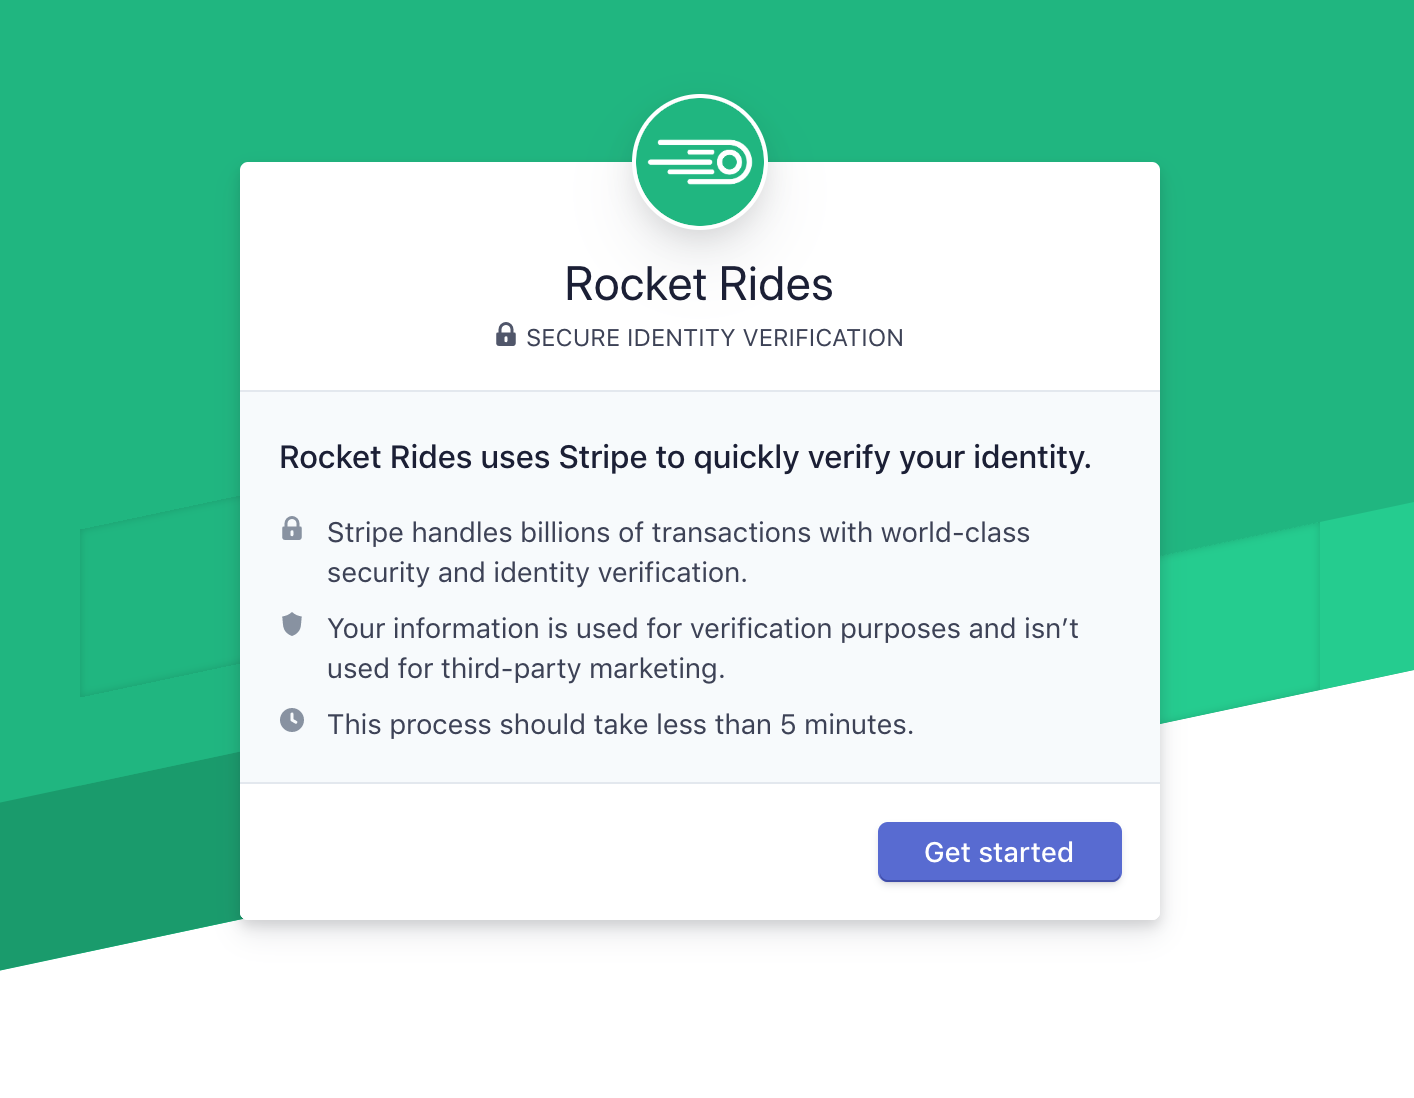 Rocket Rides
SECURE IDENTITY VERIFICATION
Rocket Rides uses Stripe to quickly verify your identity.
Stripe handles billions of transactions with world-class
security and identity verification.
Your information is used for verification purposes and isn’t
used for third-party marketing.
This process should take less than 5 minutes.
Get started